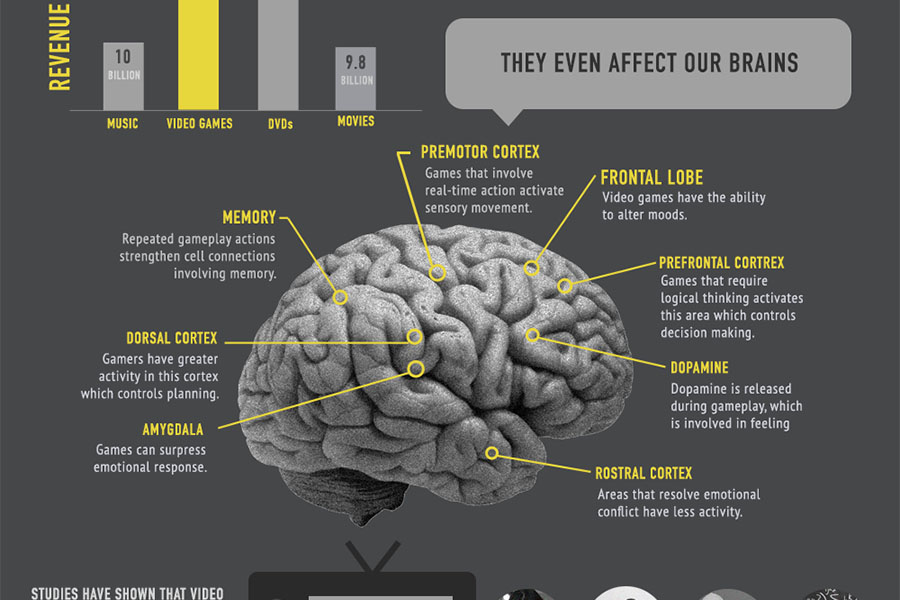 REVENUE
10
BILLION
9.8
BILLION
MUSIC
VIDEO GAMES
DVDs
MOVIES
THEY EVEN AFFECT OUR BRAINS
PREMOTOR CORTEX
Games that involve
real-time action activate
sensory movement.
FRONTAL LOBE
Video games have the ability
to alter moods.
MEMORY
Repeated gameplay actions
strengthen cell connections
involving memory.
PREFRONTAL CORTREX
Games that require
logical thinking activates
this area which controls
decision making.
DORSAL CORTEX
Gamers have greater
activity in this cortex
which controls planning.
DOPAMINE
Dopamine is released
during gameplay, which
is involved in feeling
AMYGDALA
Games can surpress
emotional response.
ROSTRAL CORTEX
Areas that resolve emotional
conflict have less activity.
STUDIES HAVE SHOWN THAT VIDEO